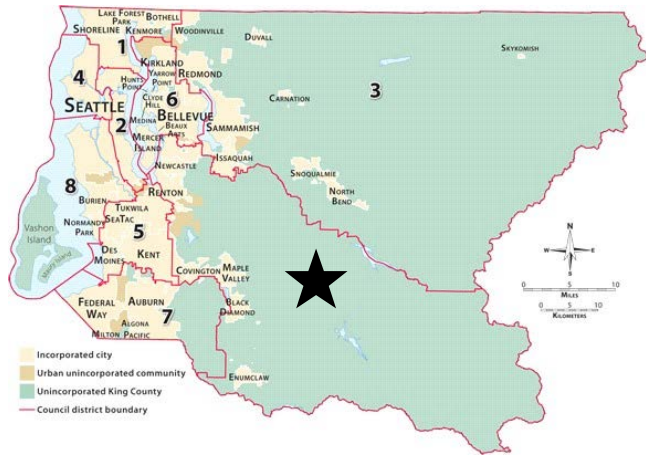 Lake Forest
Park
Bothell
Shoreline
Kenmore
Woodinville
Duvall
Skykomish
1
Kirkland
Yarrow
Point
Redmond
4
Hunts
Point
3
Clyde
Hill
6
Carnation
Seattle
2
Medina
Bellevue
Beaux
Arts
Sammamish
Mercer
Island
Issaquah
Newcastle
Snoqualmie
8
Renton
North
Bend
Burien
Tukwila
Vashon
Island
Normandy
Park
SeaTac
5
N
W
E
S
Maury Island
Des
Moines
Kent
Covington
Maple
Valley
10
0
10
Miles
Kilometers
Federal
Way
Auburn
Black
Diamond
7
Algona
Milton
Pacific
Incorporated city
Urban unincorporated community
Enumclaw
Unincorporated King County
Council district boundary